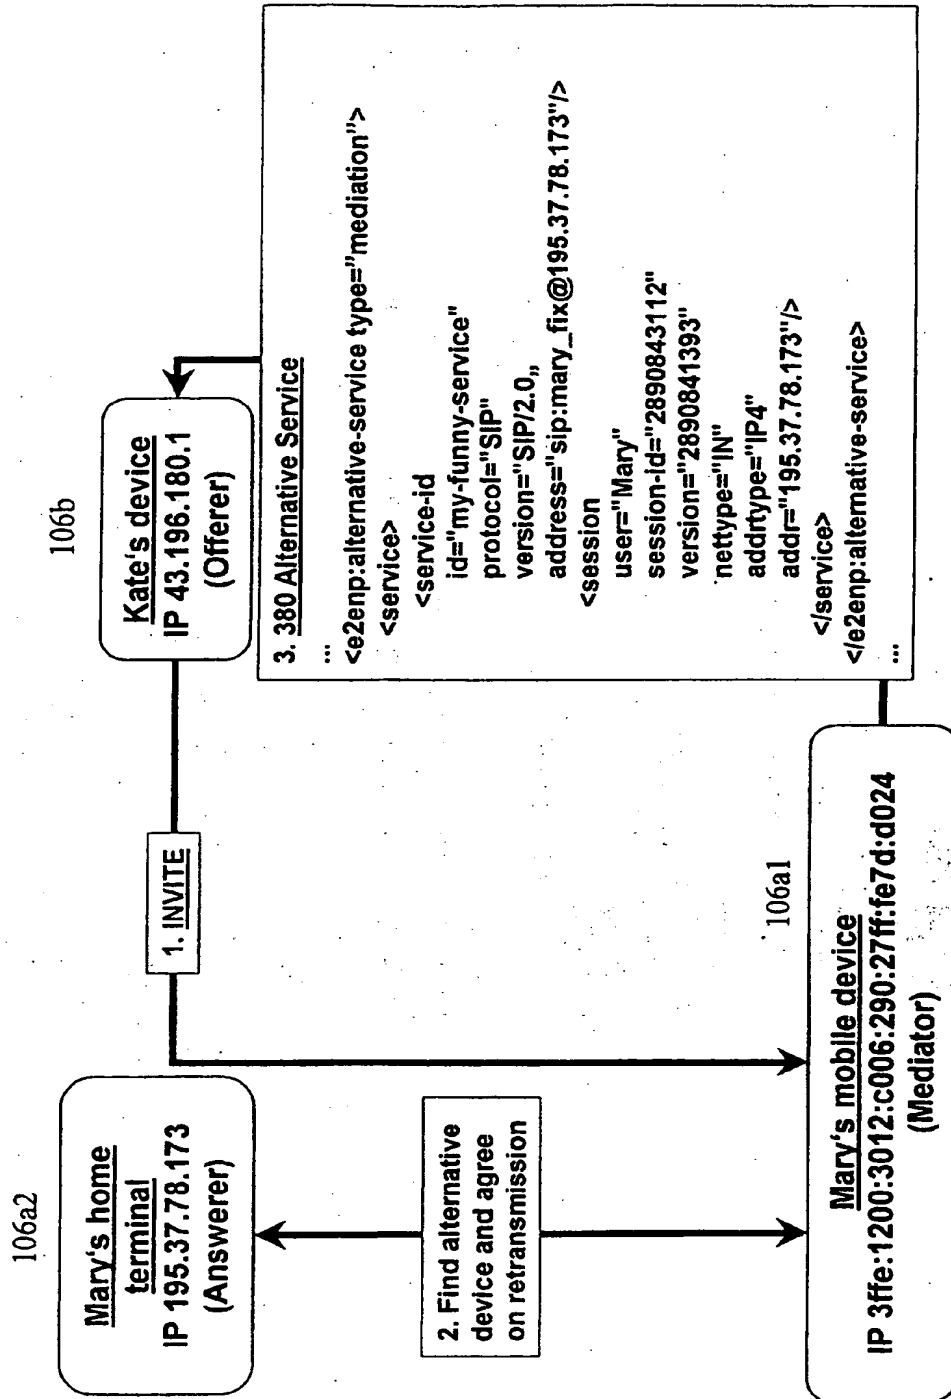 106a2
Mary's home
terminal
IP 195.37.78.173
(Answerer)
106b
Kate's device
IP 43.196.180.1
(Offerer)
1. INVITE
2. Find alternative
device and agree
on retransmission
3. 380 Alternative Service
...
<e2enp:alternative-service type="mediation">
<service>
<service-id
id="my-funny-service"
protocol="SIP"
version="SIP/2.0„
address="sip:mary_fix@195.37.78.173"/>
<session
user="Mary"
session-id="2890843112"
version="2890841393"
nettype="IN"
addrtype="IP4"
addr="195.37.78.173"/>
</service>
</e2enp:alternative-service>
...
106a1
Mary's mobile device
IP 3ffe:1200:3012:c006:290:27ff:fe7d:d024
(Mediator)